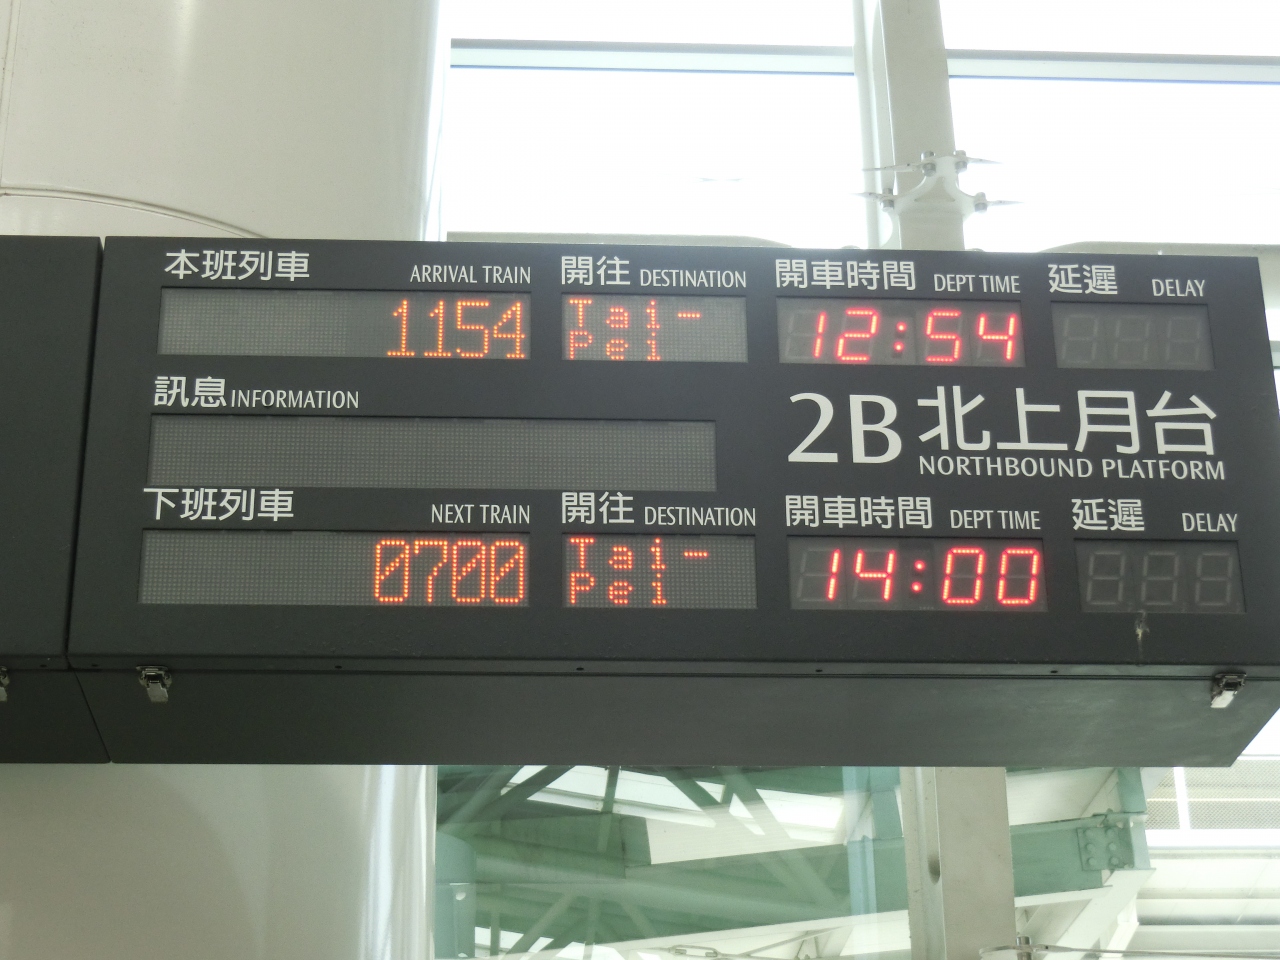 本班列車 ARRIVAL TRAIN 開往 DESTINATION 開車時間 DEPT TIME 延遲 DELAY
1154 Tai-Pei 12:54
訊息 INFORMATION
2B 北上月台
NORTHBOUND PLATFORM
下班列車 NEXT TRAIN 開往 DESTINATION 開車時間 DEPT TIME 延遲 DELAY
0700 Tai-Pei 14:00